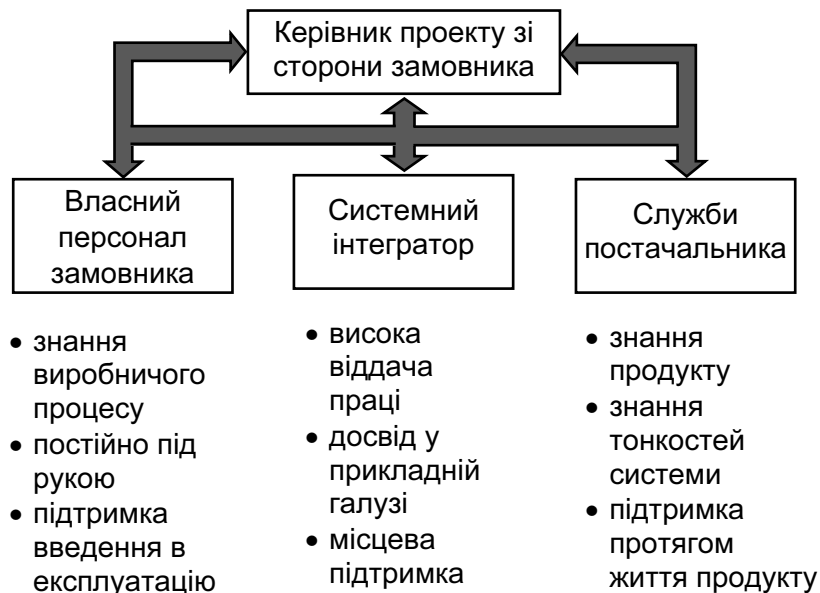 Керівник проекту зі
сторони замовника
Власний
персонал
замовника
Системний
інтегратор
Служби
постачальника
• знання
виробничого
процесу
• постійно під
рукою
• підтримка
введення в
експлуатацію
• висока
віддача
праці
• досвід у
прикладній
галузі
• місцева
підтримка
• знання
продукту
• знання
тонкостей
системи
• підтримка
протягом
життя продукту